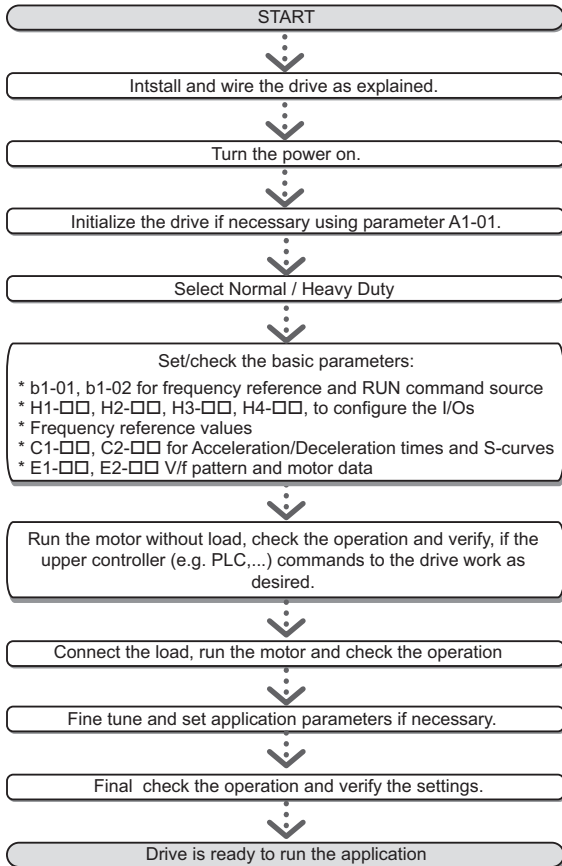 START
Intstall and wire the drive as explained.
Turn the power on.
Initialize the drive if necessary using parameter A1-01.
Select Normal / Heavy Duty
Set/check the basic parameters:
* b1-01, b1-02 for frequency reference and RUN command source
* H1-□□, H2-□□, H3-□□, H4-□□, to configure the I/Os
* Frequency reference values
* C1-□□, C2-□□ for Acceleration/Deceleration times and S-curves
* E1-□□, E2-□□ V/f pattern and motor data
Run the motor without load, check the operation and verify, if the
upper controller (e.g. PLC,...) commands to the drive work as
desired.
Connect the load, run the motor and check the operation
Fine tune and set application parameters if necessary.
Final check the operation and verify the settings.
Drive is ready to run the application